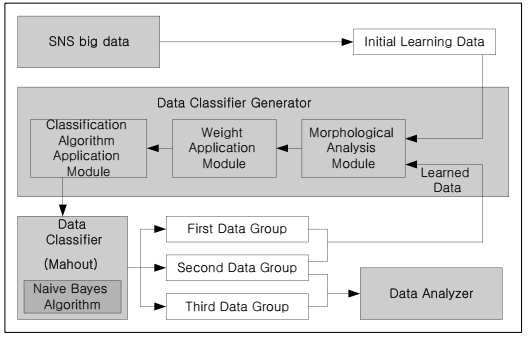 SNS big data
Initial Learning Data
Data Classifier Generator
Classification
Algorithm
Application
Module
Weight
Application
Module
Morphological
Analysis
Module
Learned
Data
Data
Classifier
(Mahout)
Naive Bayes
Algorithm
First Data Group
Second Data Group
Third Data Group
Data Analyzer